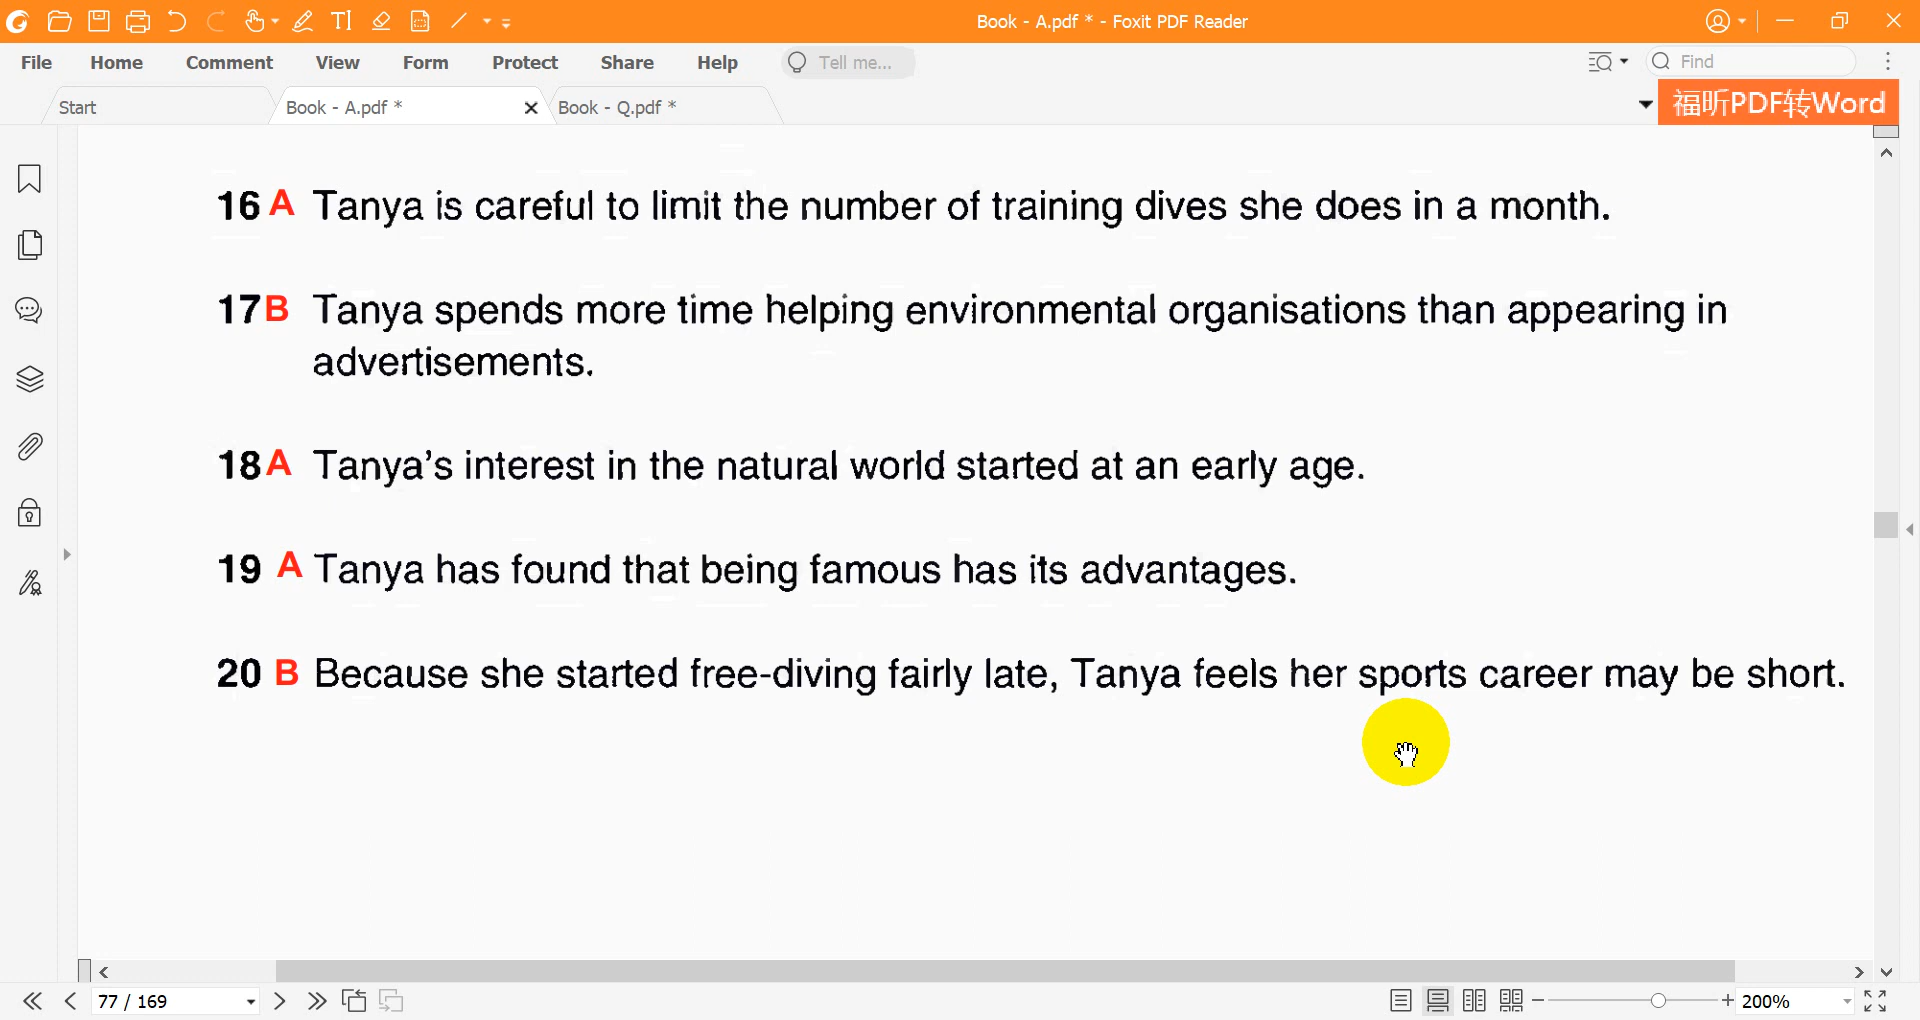 Book - A.pdf * - Foxit PDF Reader
File Home Comment View Form Protect Share Help Tell me... Find
Start Book - A.pdf * Book - Q.pdf * 福昕PDF转Word
16 A Tanya is careful to limit the number of training dives she does in a month.
17 B Tanya spends more time helping environmental organisations than appearing in
advertisements.
18 A Tanya's interest in the natural world started at an early age.
19 A Tanya has found that being famous has its advantages.
20 B Because she started free-diving fairly late, Tanya feels her sports career may be short.
77 / 169 200%